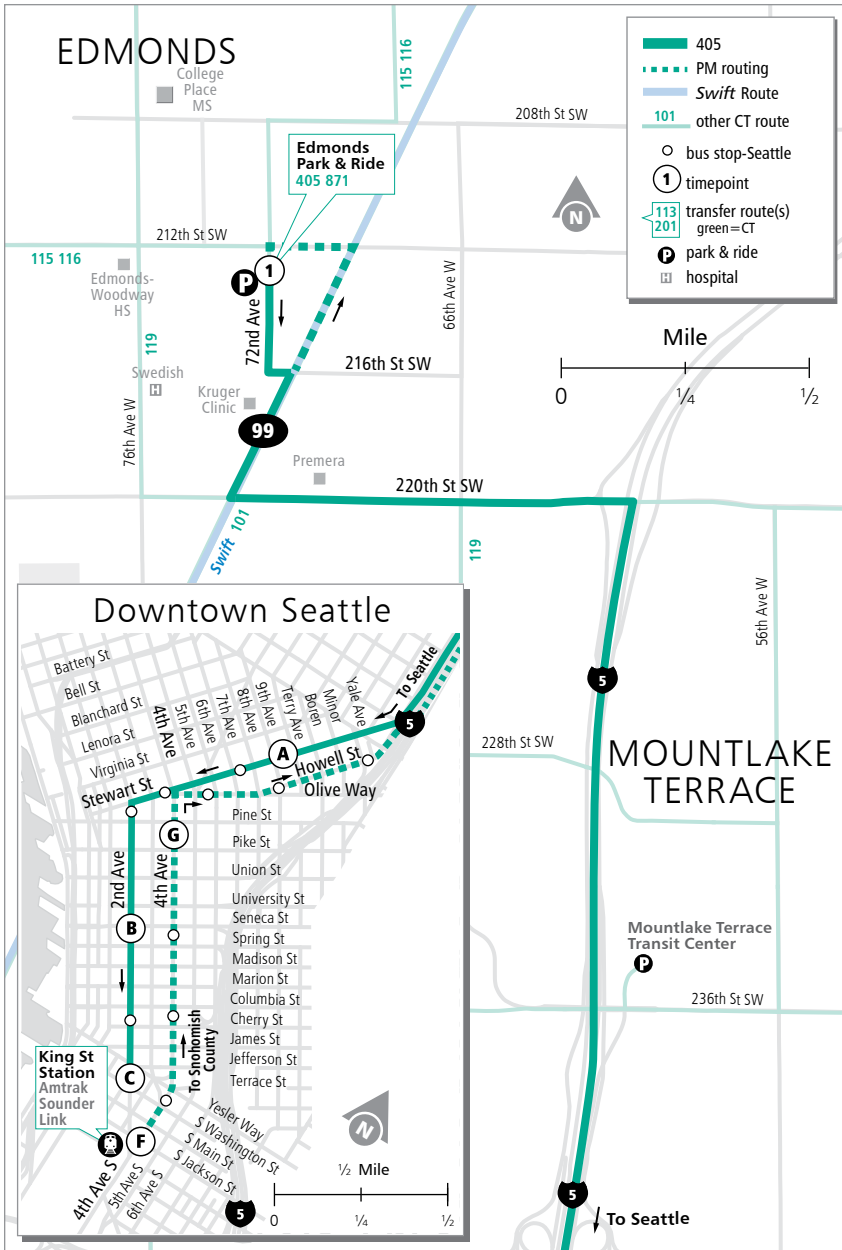 EDMONDS
College
Place
MS
115 116
208th St SW
Edmonds
Park & Ride
405 871
212th St SW
115 116
Edmonds-
Woodway
HS
1
P
72nd Ave
66th Ave W
216th St SW
119
Swedish
H
Kruger
Clinic
76th Ave W
99
Premera
220th St SW
Swift 101
119
56th Ave W
405
PM routing
Swift Route
101
other CT route
bus stop-Seattle
1
timepoint
113
201
transfer route(s)
green=CT
P
park & ride
H
hospital
N
Mile
0
¼
½
5
228th St SW
MOUNTLAKE
TERRACE
Mountlake Terrace
Transit Center
P
236th St SW
5
To Seattle
Downtown Seattle
Battery St
Bell St
Blanchard St
Lenora St
Virginia St
Stewart St
4th Ave
5th Ave
6th Ave
7th Ave
8th Ave
9th Ave
Terry Ave
Boren
Minor
Yale Ave
To Seattle
5
A
Howell St
Olive Way
G
2nd Ave
4th Ave
Pine St
Pike St
Union St
University St
Seneca St
Spring St
Madison St
Marion St
Columbia St
Cherry St
James St
Jefferson St
Terrace St
B
To Snohomish
County
C
King St
Station
Amtrak
Sounder
Link
F
Yesler Way
S Washington St
S Main St
S Jackson St
4th Ave S
5th Ave S
6th Ave S
5
N
½ Mile
0
¼
½